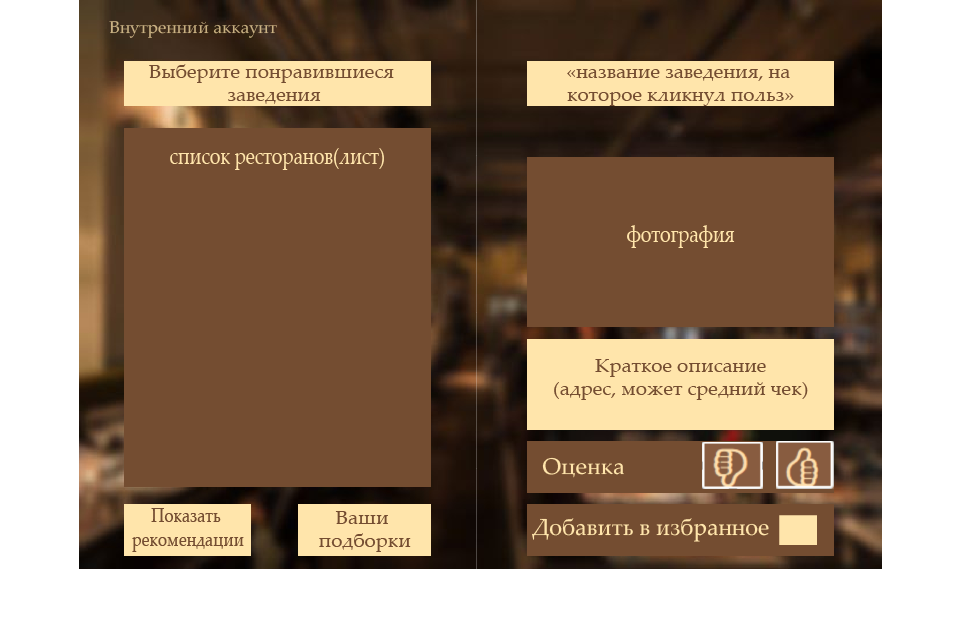 Внутренний аккаунт
Выберите понравившиеся
заведения
список ресторанов(лист)
Показать
рекомендации
Ваши
подборки
«название заведения, на
которое кликнул польз»
фотография
Краткое описание
(адрес, может средний чек)
Оценка
Добавить в избранное